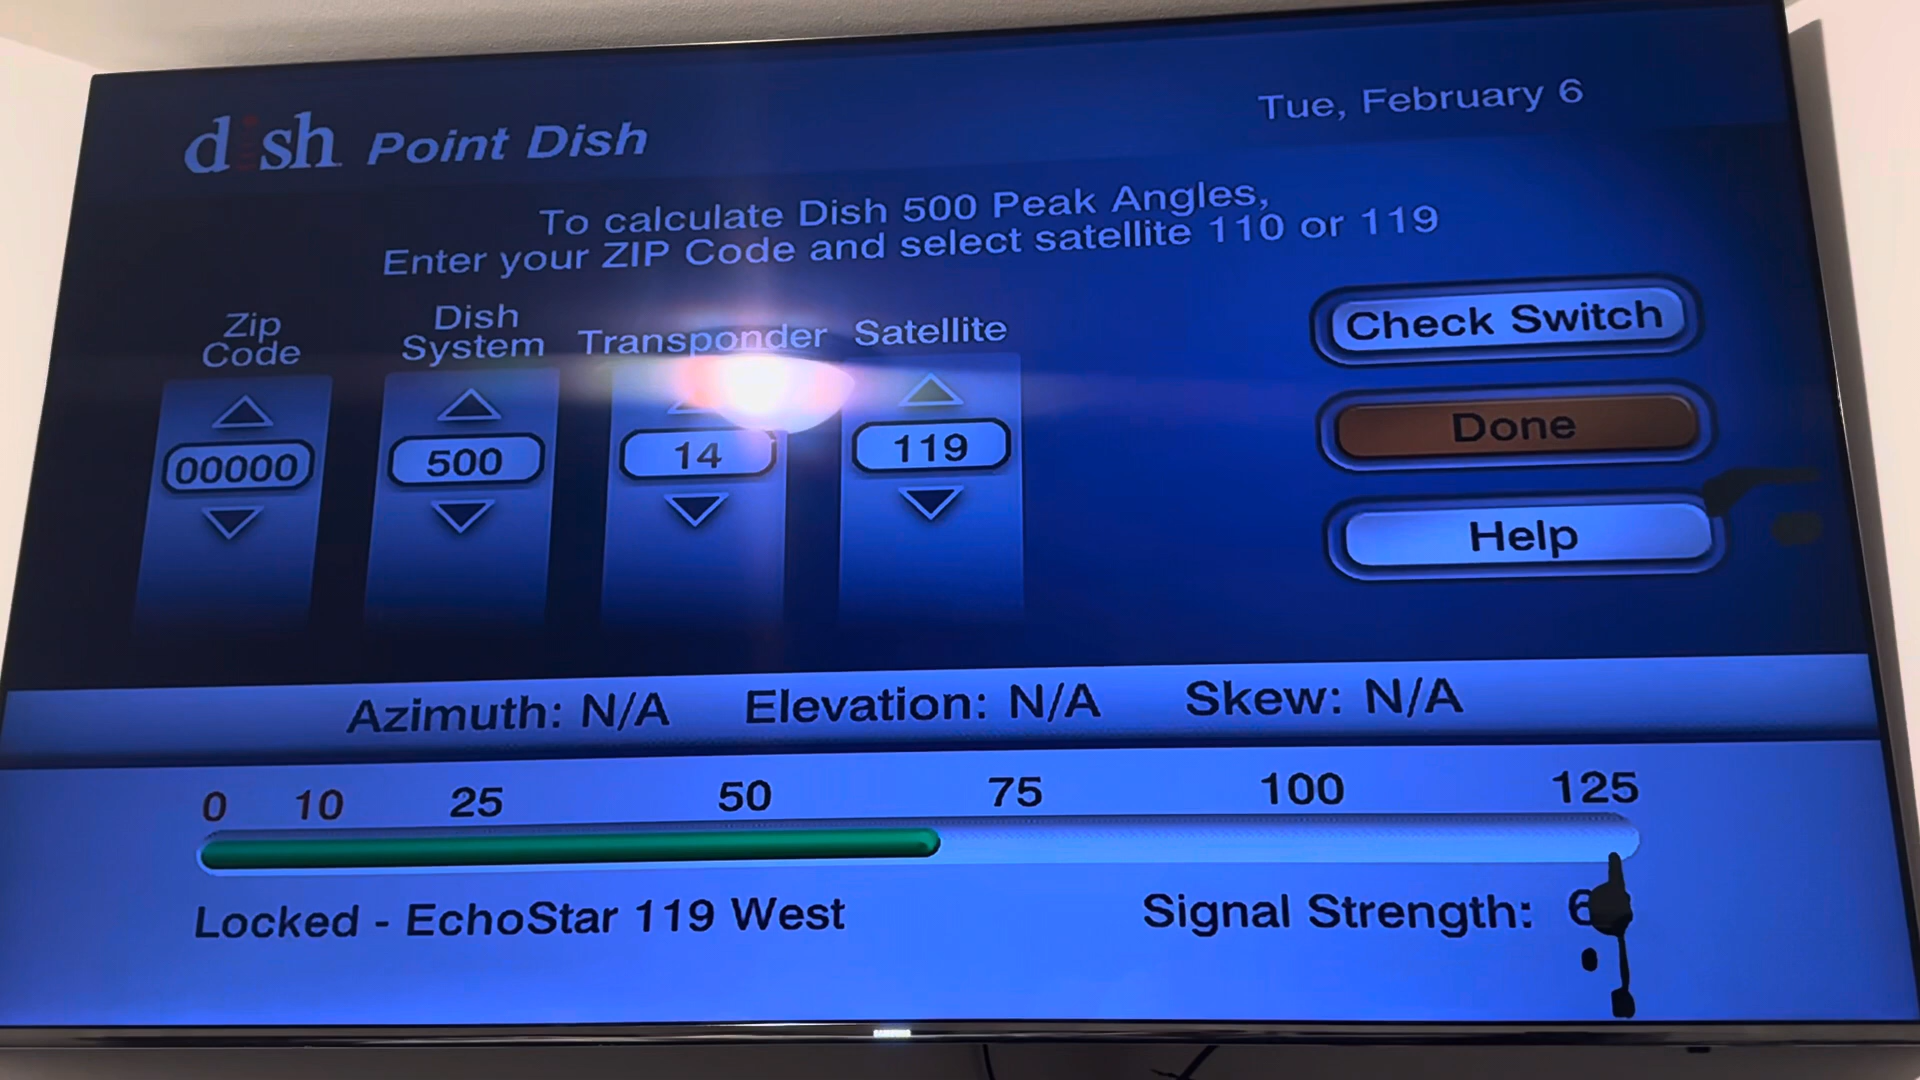 dish Point Dish
Tue, February 6
To calculate Dish 500 Peak Angles,
Enter your ZIP Code and select satellite 110 or 119
Zip Code
Dish System
Transponder
Satellite
00000
500
14
119
Check Switch
Done
Help
Azimuth: N/A Elevation: N/A Skew: N/A
0 10 25 50 75 100 125
Locked - EchoStar 119 West
Signal Strength:
SAMSUNG